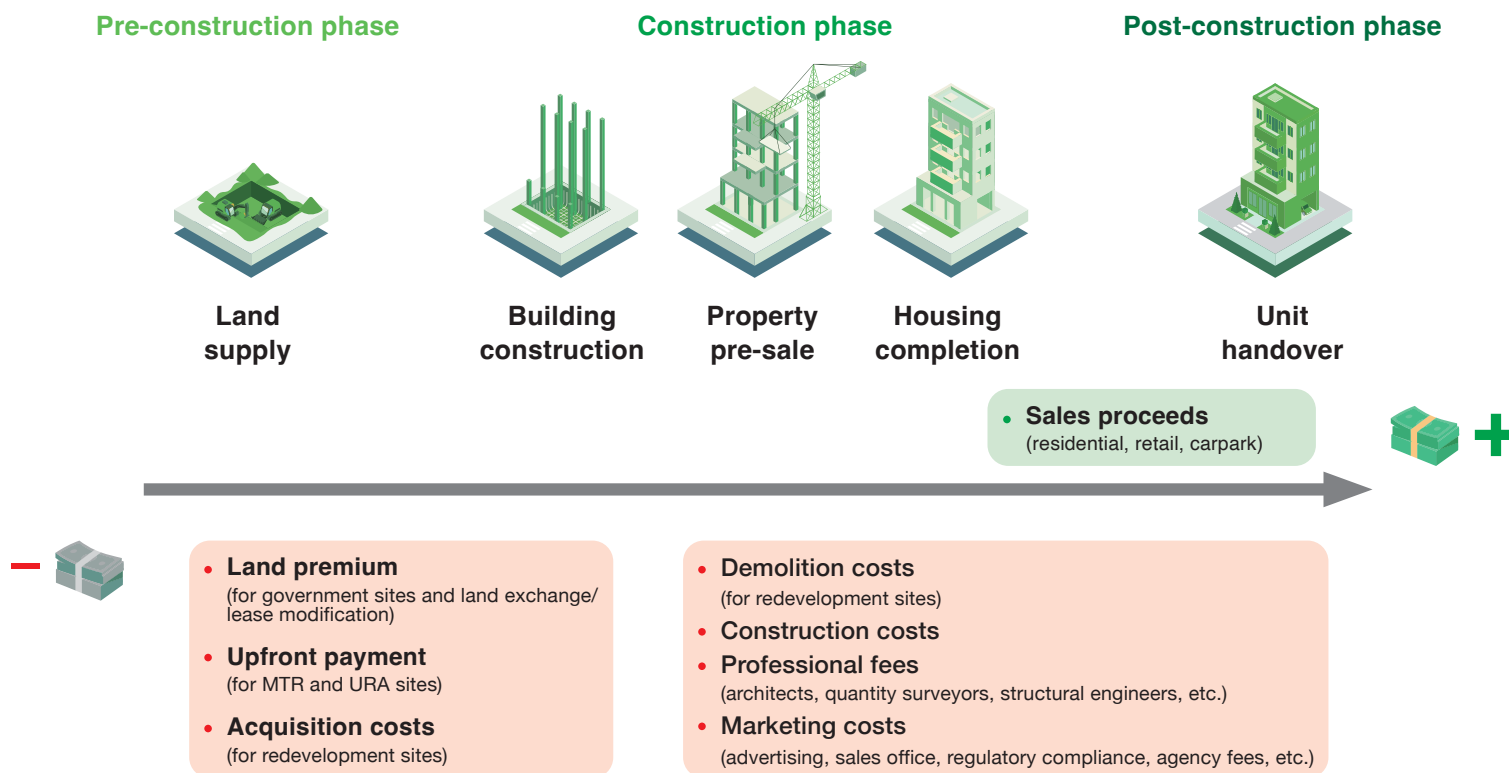 Pre-construction phase
Construction phase
Post-construction phase
Land
supply
Building
construction
Property
pre-sale
Housing
completion
Unit
handover
• Sales proceeds
(residential, retail, carpark)
• Land premium
(for government sites and land exchange/
lease modification)
• Upfront payment
(for MTR and URA sites)
• Acquisition costs
(for redevelopment sites)
• Demolition costs
(for redevelopment sites)
• Construction costs
• Professional fees
(architects, quantity surveyors, structural engineers, etc.)
• Marketing costs
(advertising, sales office, regulatory compliance, agency fees, etc.)